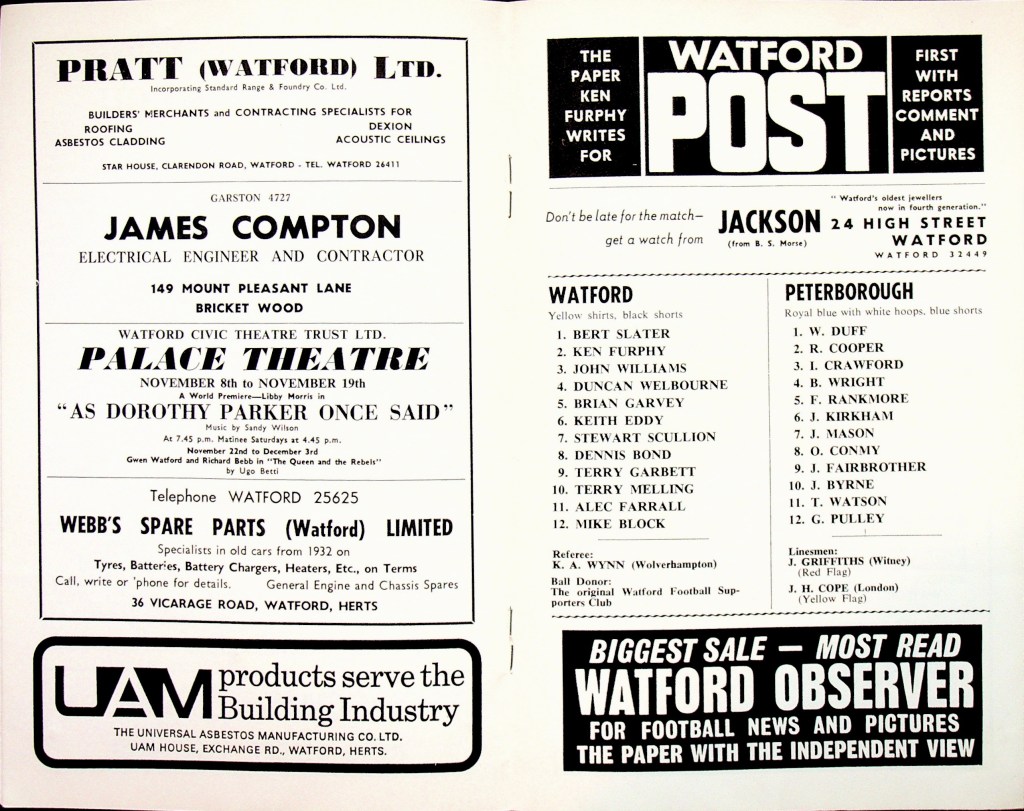 PRATT (WATFORD) LTD.
Incorporating Standard Range & Foundry Co. Ltd.
BUILDERS' MERCHANTS and CONTRACTING SPECIALISTS FOR
ROOFING DEXION
ASBESTOS CLADDING ACOUSTIC CEILINGS
STAR HOUSE, CLARENDON ROAD, WATFORD - TEL. WATFORD 26411
GARSTON 4727
JAMES COMPTON
ELECTRICAL ENGINEER AND CONTRACTOR
149 MOUNT PLEASANT LANE
BRICKET WOOD
WATFORD CIVIC THEATRE TRUST LTD.
PALACE THEATRE
NOVEMBER 8th to NOVEMBER 19th
A World Premiere—Libby Morris in
"AS DOROTHY PARKER ONCE SAID"
Music by Sandy Wilson
At 7.45 p.m. Matinee Saturdays at 4.45 p.m.
November 22nd to December 3rd
Gwen Watford and Richard Bebb in "The Queen and the Rebels"
by Ugo Betti
Telephone WATFORD 25625
WEBB'S SPARE PARTS (Watford) LIMITED
Specialists in old cars from 1932 on
Tyres, Batteries, Battery Chargers, Heaters, Etc., on Terms
Call, write or 'phone for details. General Engine and Chassis Spares
36 VICARAGE ROAD, WATFORD, HERTS
UAM products serve the
Building Industry
THE UNIVERSAL ASBESTOS MANUFACTURING CO. LTD.
UAM HOUSE, EXCHANGE RD., WATFORD, HERTS.
THE
PAPER
KEN
FURPHY
WRITES
FOR
WATFORD
POST
FIRST
WITH
REPORTS
COMMENT
AND
PICTURES
Don't be late for the match—
get a watch from
JACKSON
(from B. S. Morse)
" Watford's oldest jewellers
now in fourth generation."
24 HIGH STREET
WATFORD
WATFORD 32449
WATFORD
Yellow shirts, black shorts
1. BERT SLATER
2. KEN FURPHY
3. JOHN WILLIAMS
4. DUNCAN WELBOURNE
5. BRIAN GARVEY
6. KEITH EDDY
7. STEWART SCULLION
8. DENNIS BOND
9. TERRY GARBETT
10. TERRY MELLING
11. ALEC FARRALL
12. MIKE BLOCK
Referee:
K. A. WYNN (Wolverhampton)
Ball Donor:
The original Watford Football Sup-
porters Club
PETERBOROUGH
Royal blue with white hoops, blue shorts
1. W. DUFF
2. R. COOPER
3. I. CRAWFORD
4. B. WRIGHT
5. F. RANKMORE
6. J. KIRKHAM
7. J. MASON
8. O. CONMY
9. J. FAIRBROTHER
10. J. BYRNE
11. T. WATSON
12. G. PULLEY
Linesmen:
J. GRIFFITHS (Witney)
(Red Flag)
J. H. COPE (London)
(Yellow Flag)
BIGGEST SALE — MOST READ
WATFORD OBSERVER
FOR FOOTBALL NEWS AND PICTURES
THE PAPER WITH THE INDEPENDENT VIEW